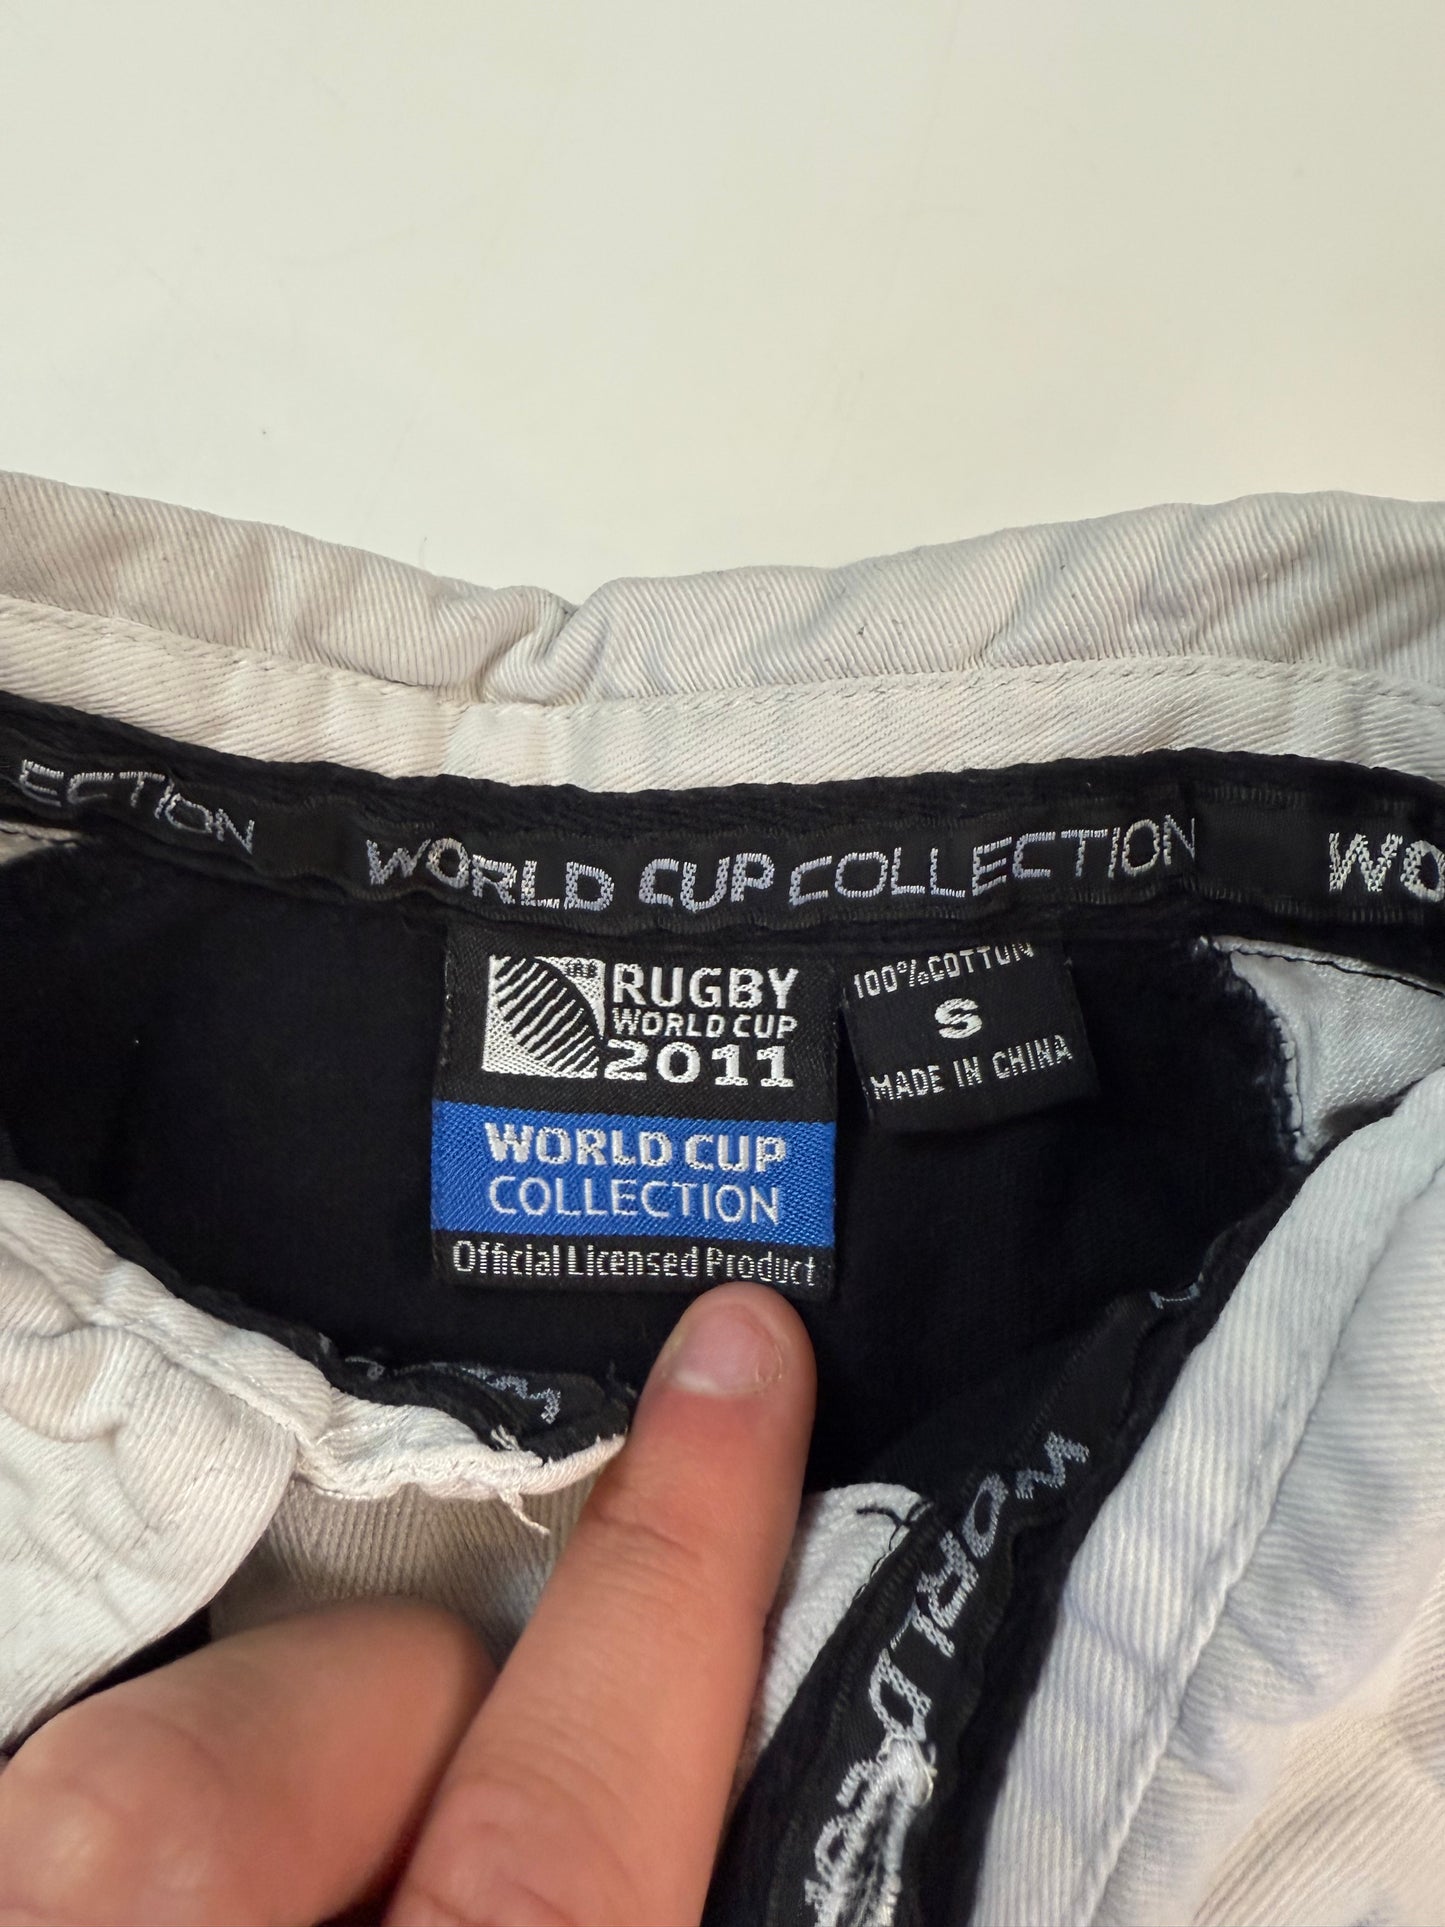 ECTION WORLD CUP COLLECTION WO
RUGBY
WORLD CUP
2011
WORLD CUP
COLLECTION
Official Licensed Product
100%COTTON
S
MADE IN CHINA
WORLD